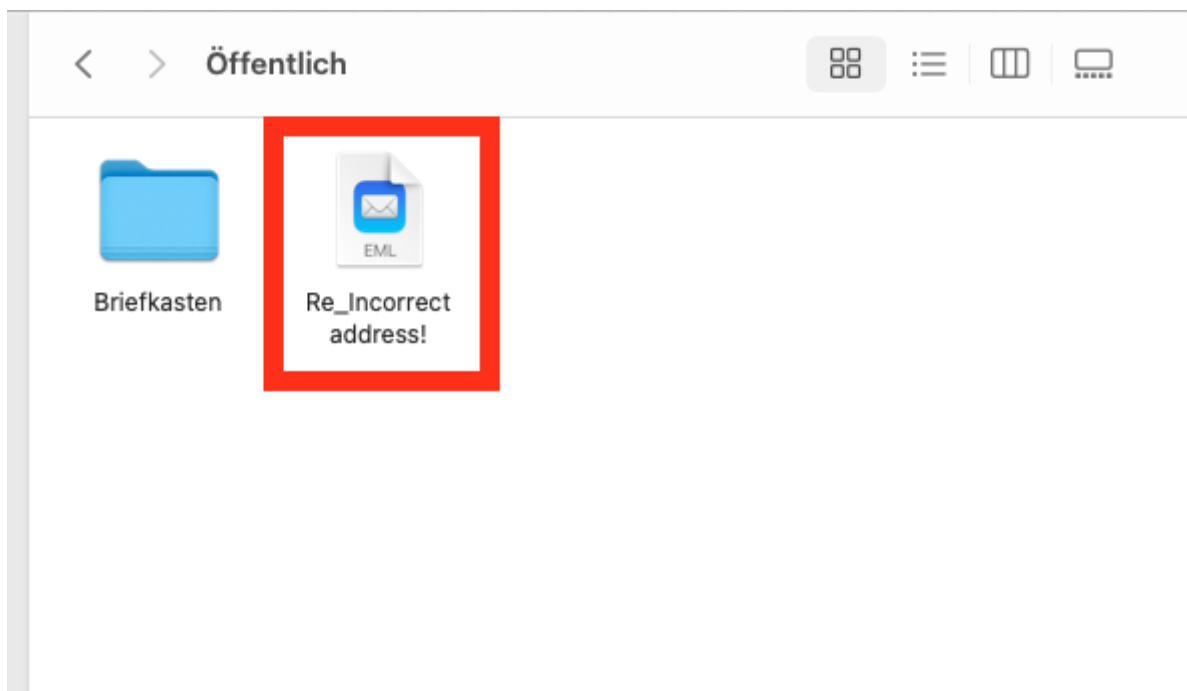 Öffentlich
EML
Briefkasten
Re_Incorrect
address!